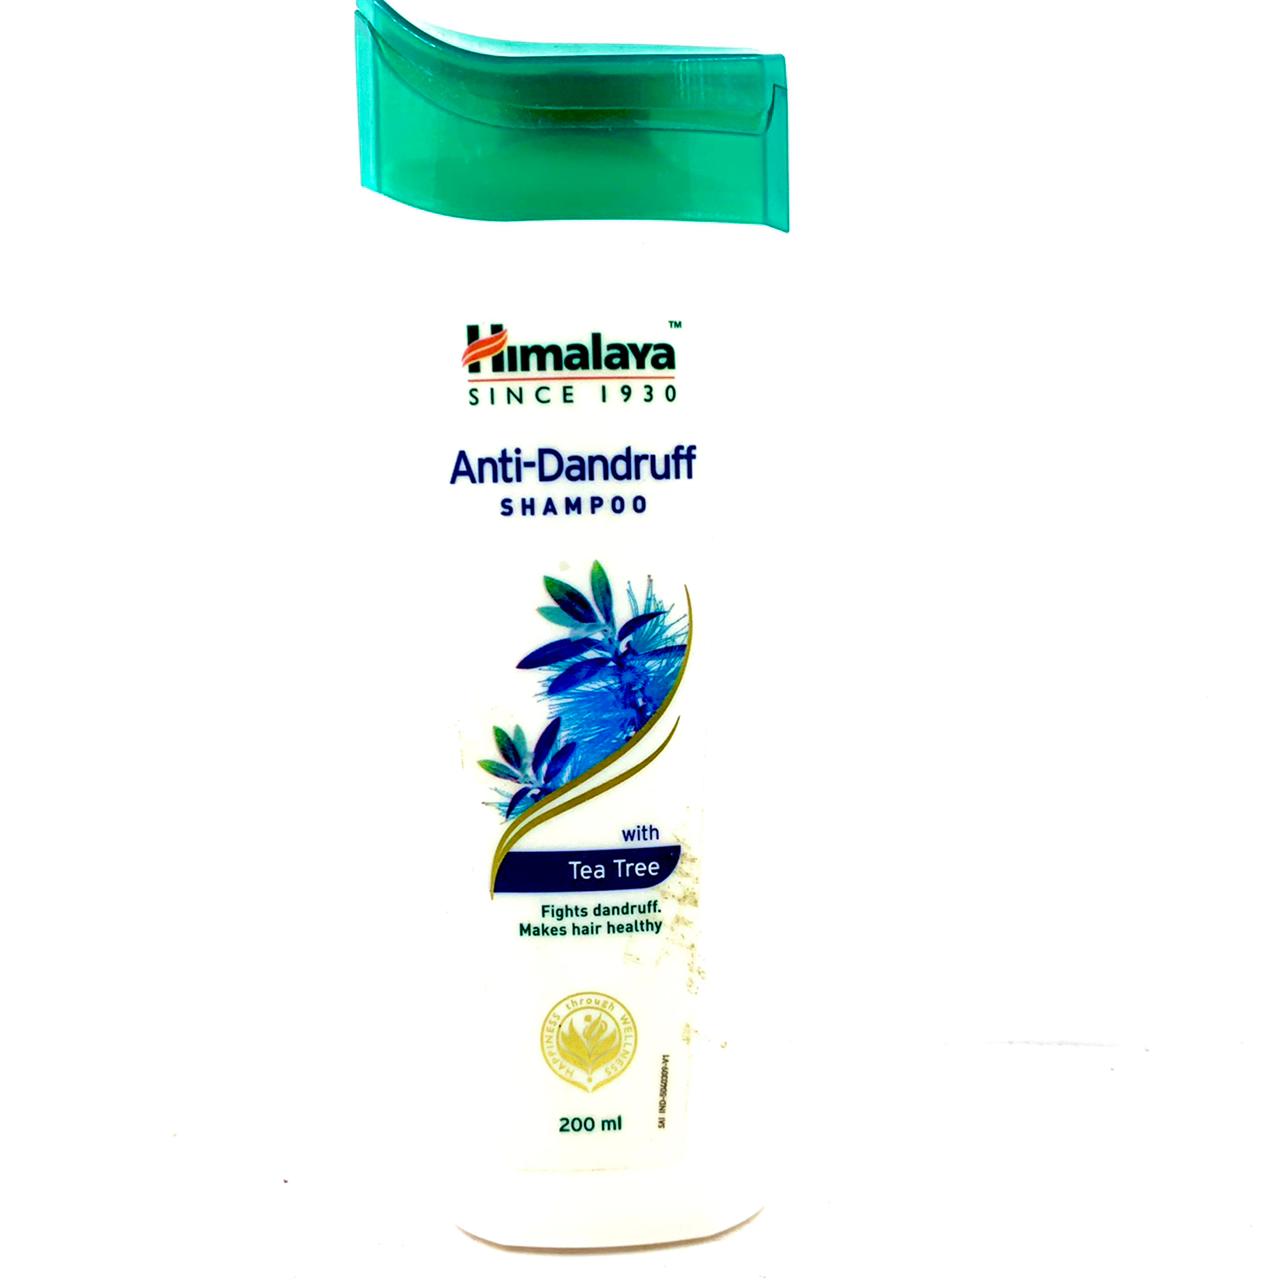 Himalaya™
SINCE 1930
Anti-Dandruff
SHAMPOO
with
Tea Tree
Fights dandruff.
Makes hair healthy
HAPPINESS through WELLNESS
200 ml